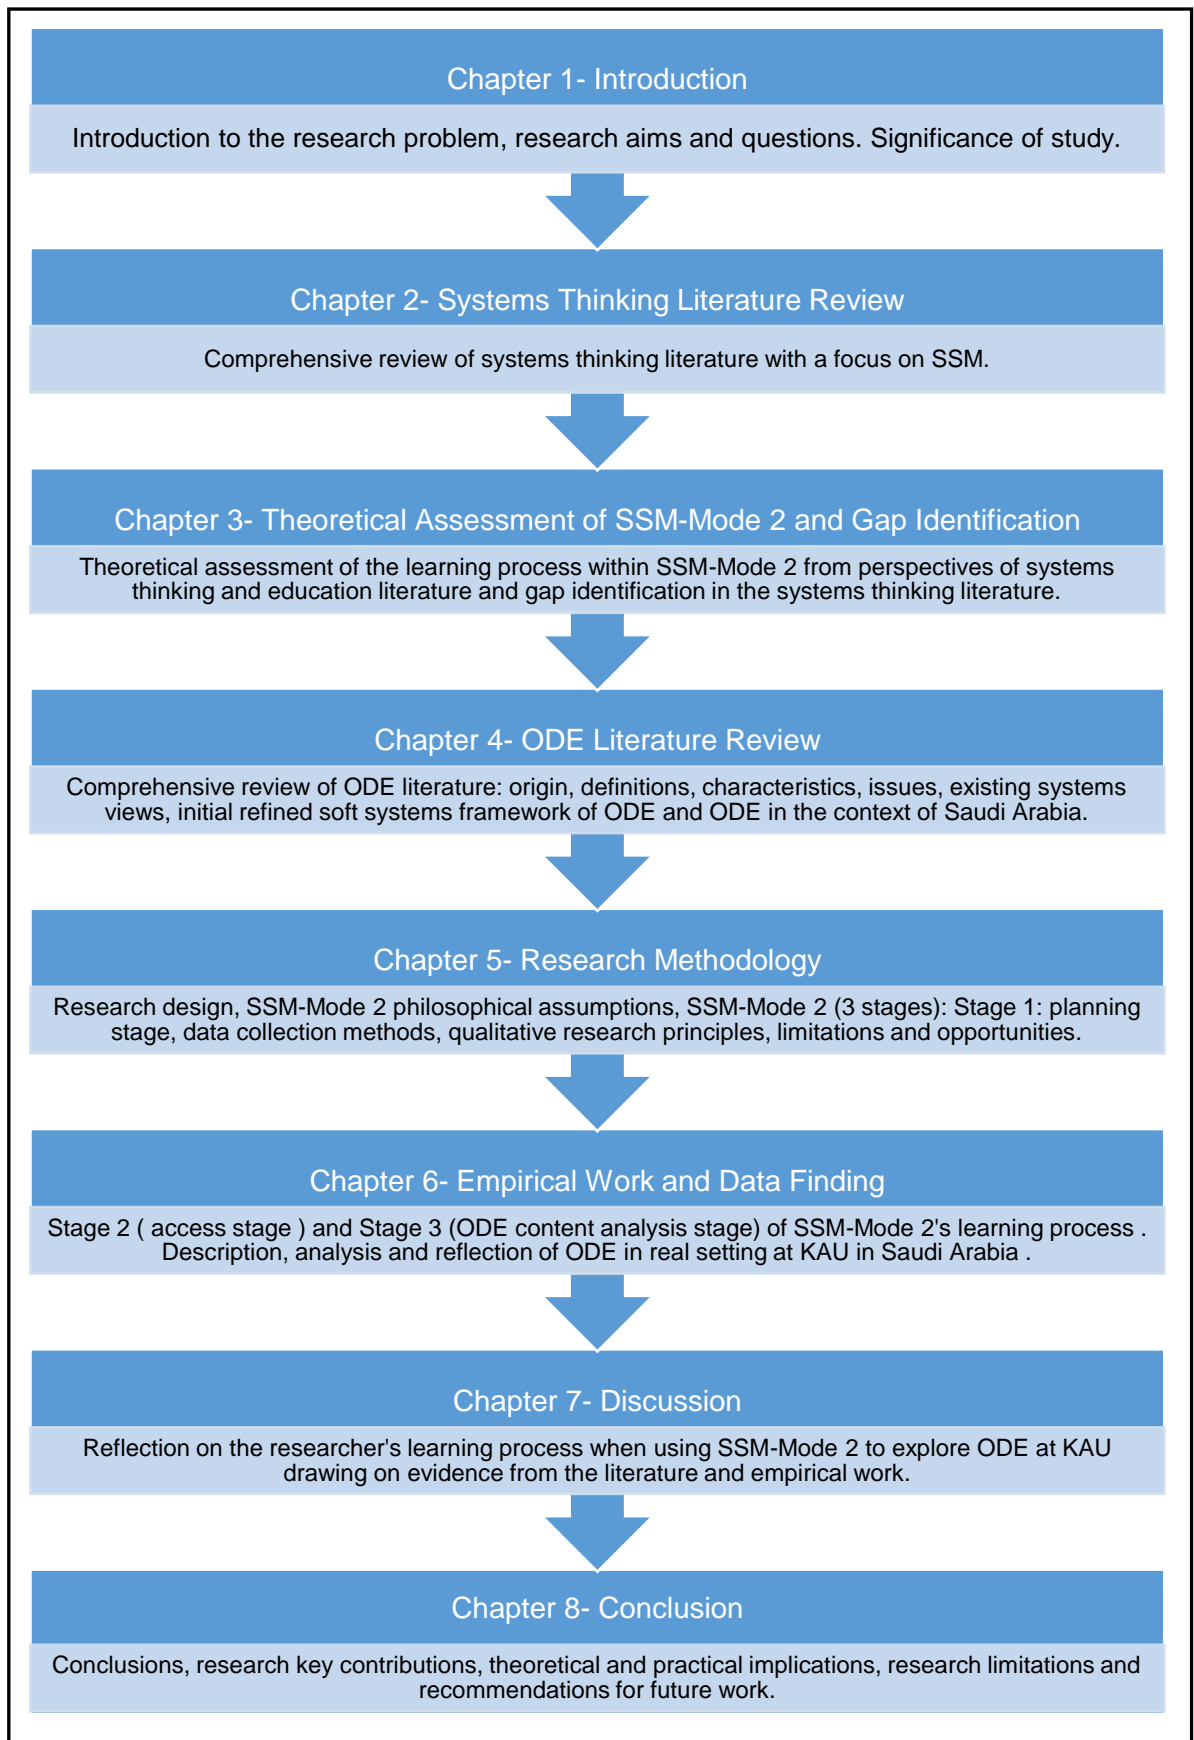 Chapter 1- Introduction
Introduction to the research problem, research aims and questions. Significance of study.
Chapter 2- Systems Thinking Literature Review
Comprehensive review of systems thinking literature with a focus on SSM.
Chapter 3- Theoretical Assessment of SSM-Mode 2 and Gap Identification
Theoretical assessment of the learning process within SSM-Mode 2 from perspectives of systems
thinking and education literature and gap identification in the systems thinking literature.
Chapter 4- ODE Literature Review
Comprehensive review of ODE literature: origin, definitions, characteristics, issues, existing systems
views, initial refined soft systems framework of ODE and ODE in the context of Saudi Arabia.
Chapter 5- Research Methodology
Research design, SSM-Mode 2 philosophical assumptions, SSM-Mode 2 (3 stages): Stage 1: planning
stage, data collection methods, qualitative research principles, limitations and opportunities.
Chapter 6- Empirical Work and Data Finding
Stage 2 ( access stage ) and Stage 3 (ODE content analysis stage) of SSM-Mode 2's learning process .
Description, analysis and reflection of ODE in real setting at KAU in Saudi Arabia .
Chapter 7- Discussion
Reflection on the researcher's learning process when using SSM-Mode 2 to explore ODE at KAU
drawing on evidence from the literature and empirical work.
Chapter 8- Conclusion
Conclusions, research key contributions, theoretical and practical implications, research limitations and
recommendations for future work.